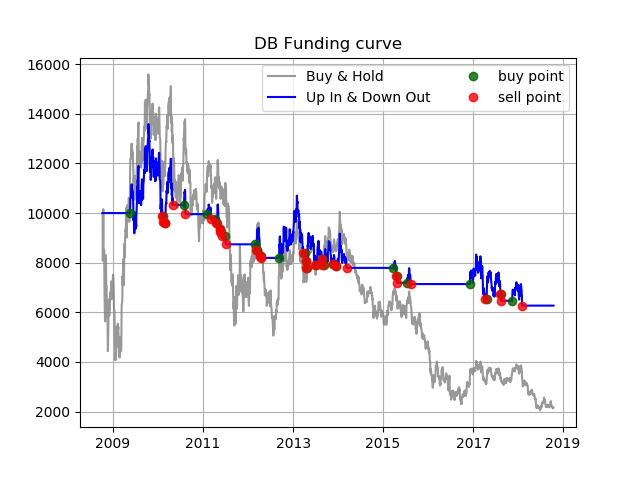 DB Funding curve
Buy & Hold
Up In & Down Out
buy point
sell point
16000
14000
12000
10000
8000
6000
4000
2000
2009 2011 2013 2015 2017 2019